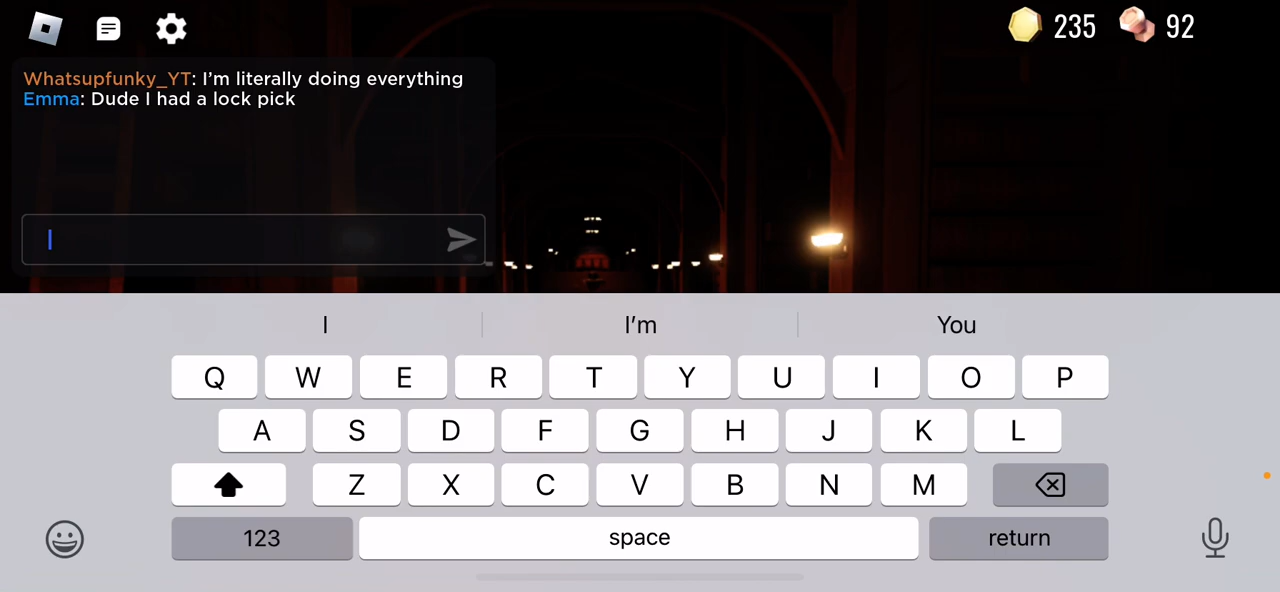 235 92
Whatsupfunky_YT: I'm literally doing everything
Emma: Dude I had a lock pick
I I'm You
Q W E R T Y U I O P
A S D F G H J K L
Z X C V B N M
123 space return